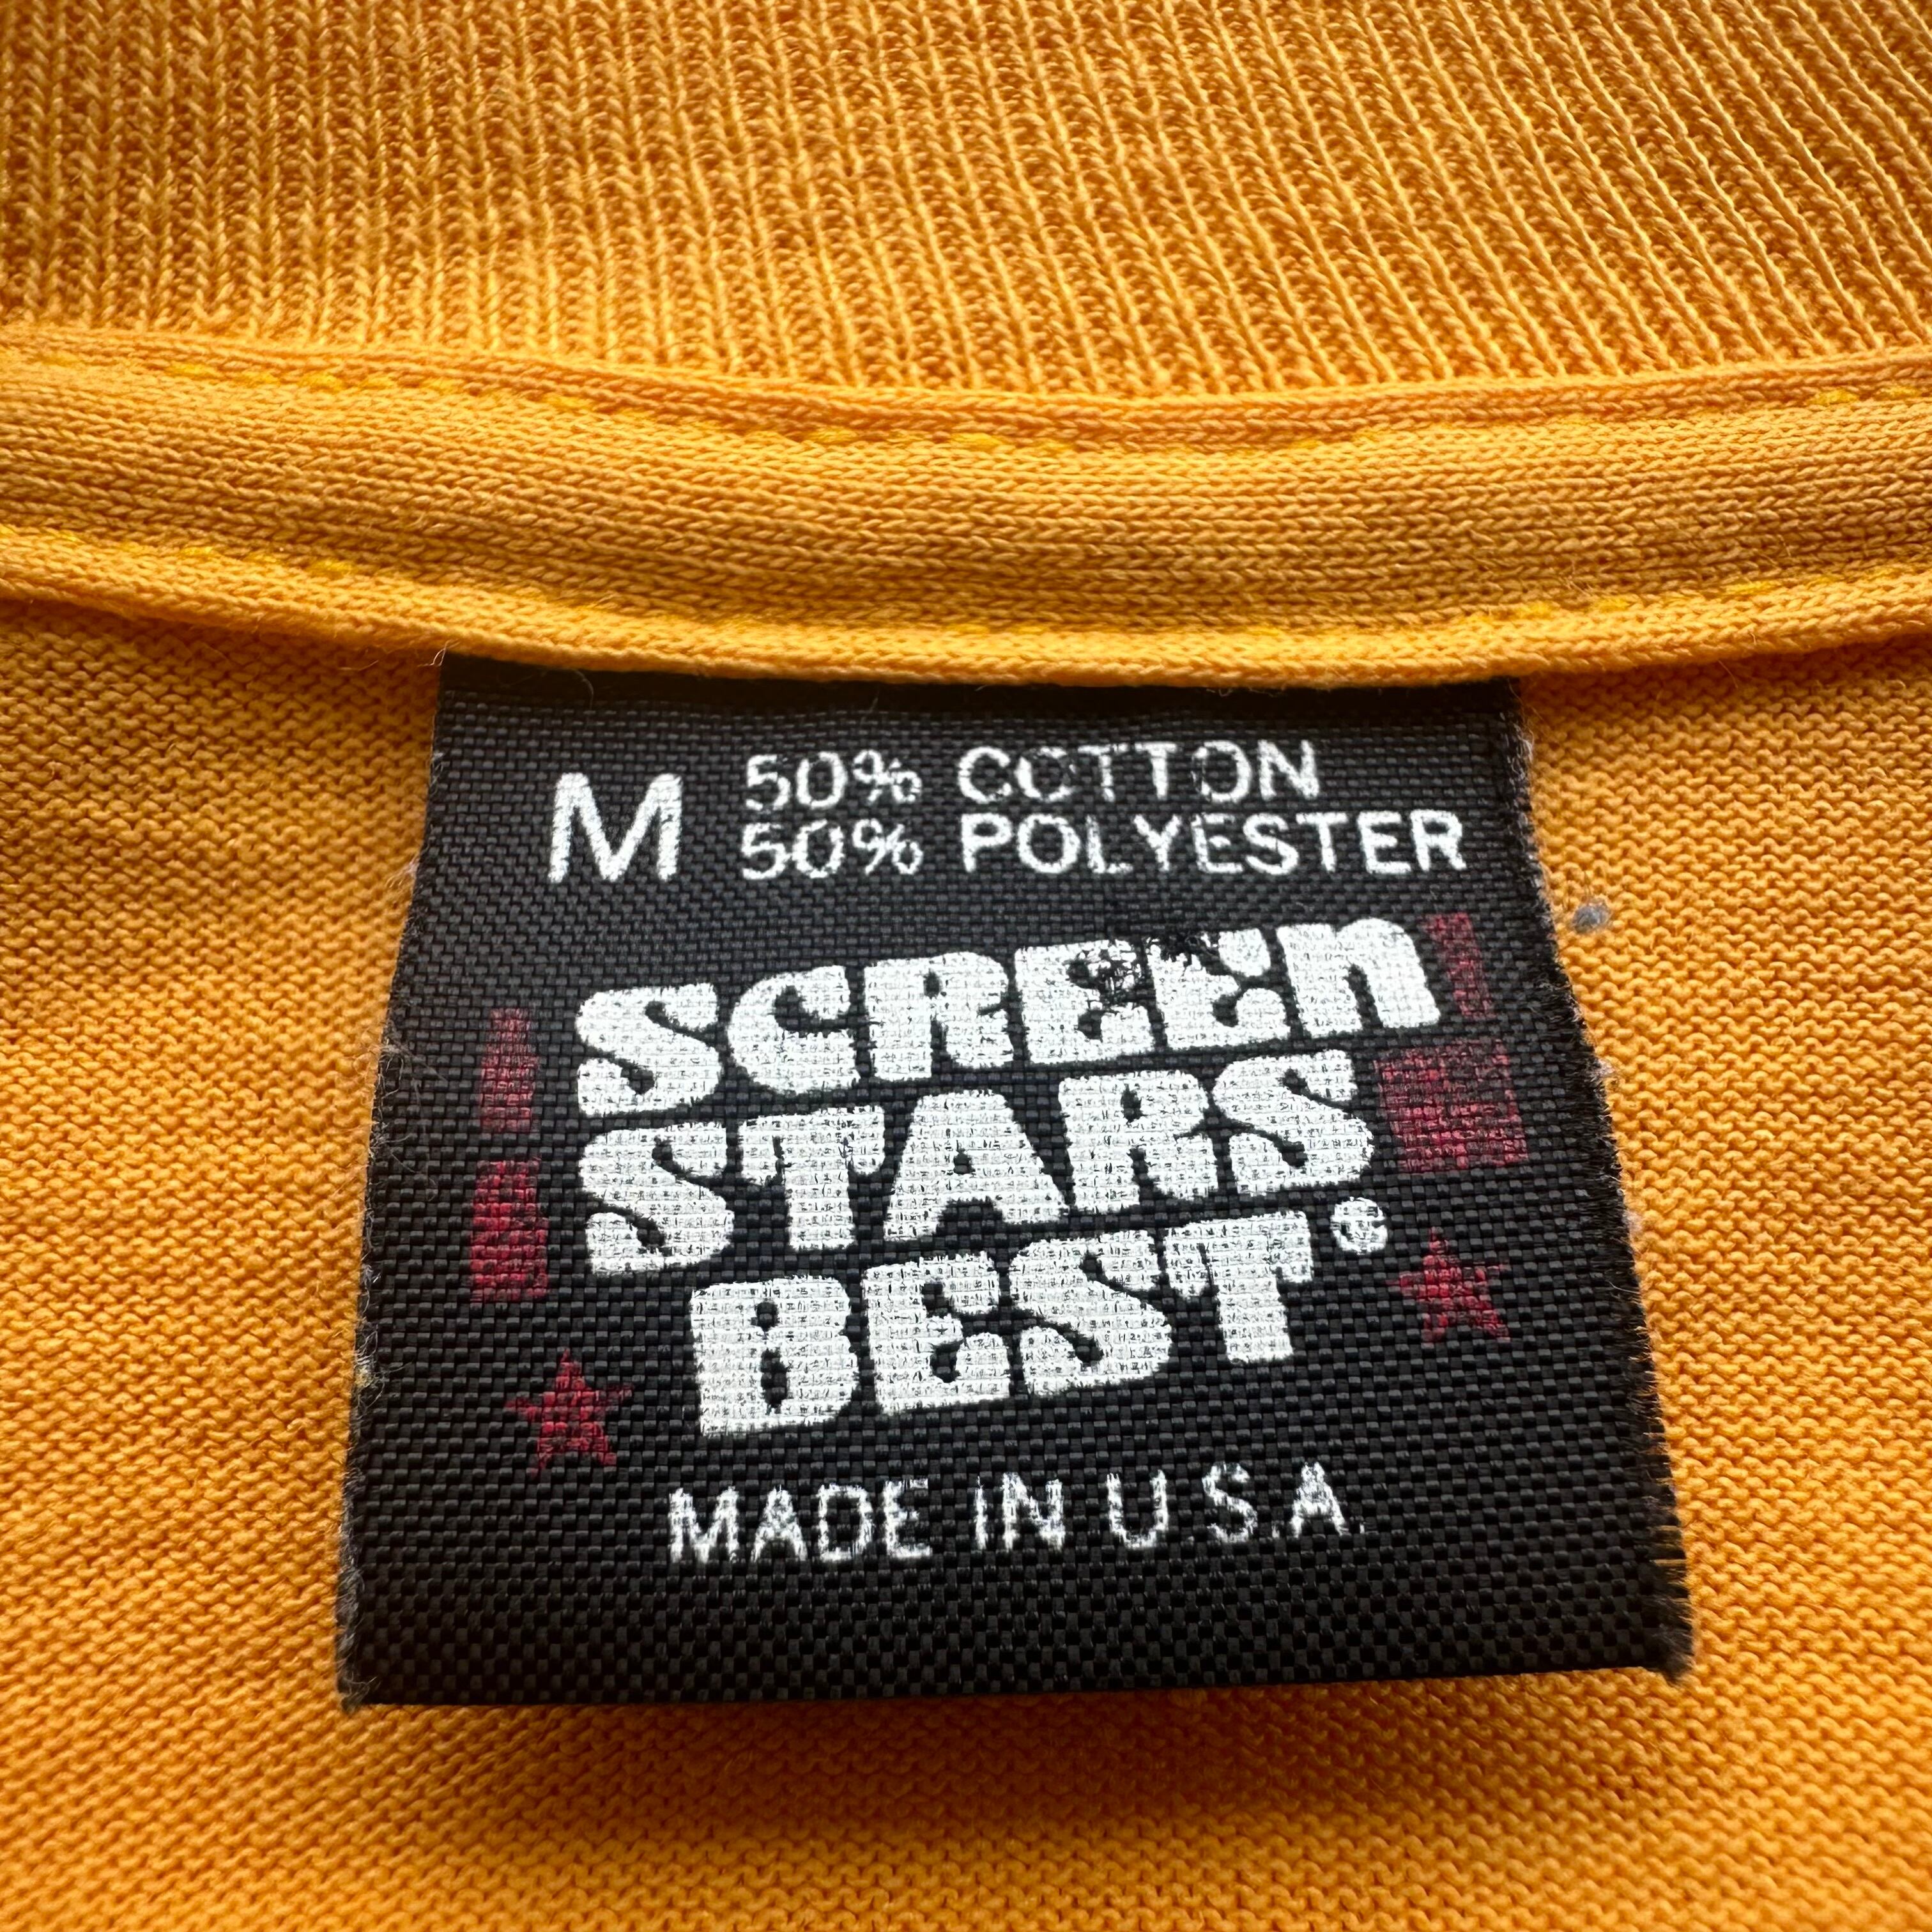 M 50% COTTON
50% POLYESTER
SCREEN
STARS
BEST®
MADE IN U.S.A.